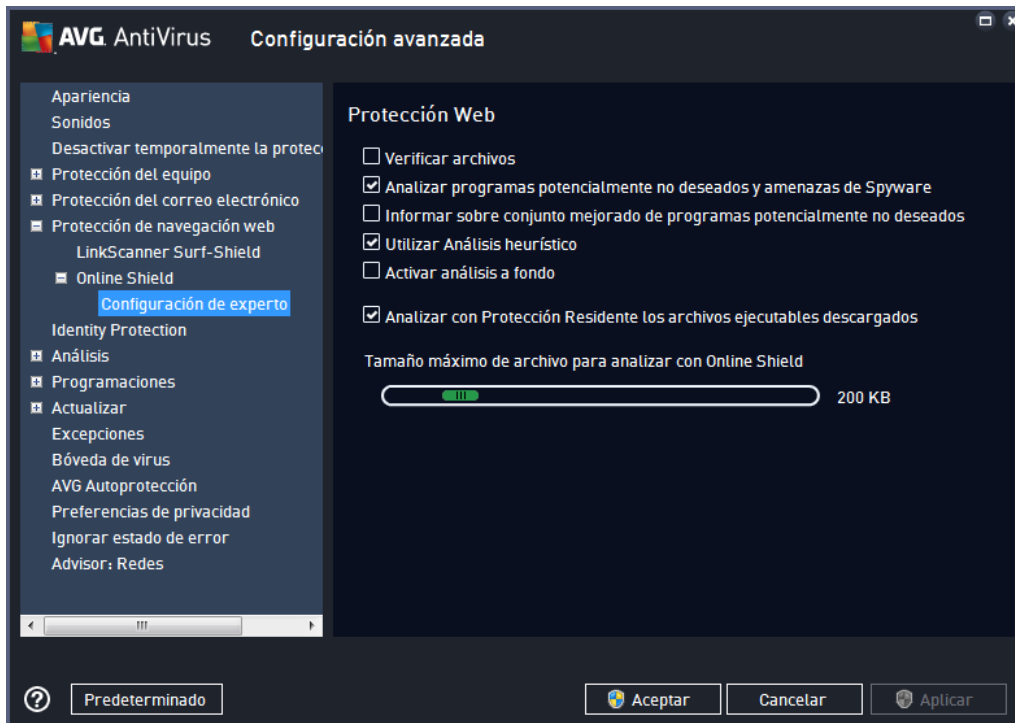 AVG AntiVirus Configuración avanzada
Apariencia
Sonidos
Desactivar temporalmente la protec
Protección del equipo
Protección del correo electrónico
Protección de navegación web
LinkScanner Surf-Shield
Online Shield
Configuración de experto
Identity Protection
Análisis
Programaciones
Actualizar
Excepciones
Bóveda de virus
AVG Autoprotección
Preferencias de privacidad
Ignorar estado de error
Advisor: Redes
Protección Web
Verificar archivos
Analizar programas potencialmente no deseados y amenazas de Spyware
Informar sobre conjunto mejorado de programas potencialmente no deseados
Utilizar Análisis heurístico
Activar análisis a fondo
Analizar con Protección Residente los archivos ejecutables descargados
Tamaño máximo de archivo para analizar con Online Shield
200 KB
? Predeterminado Aceptar Cancelar Aplicar